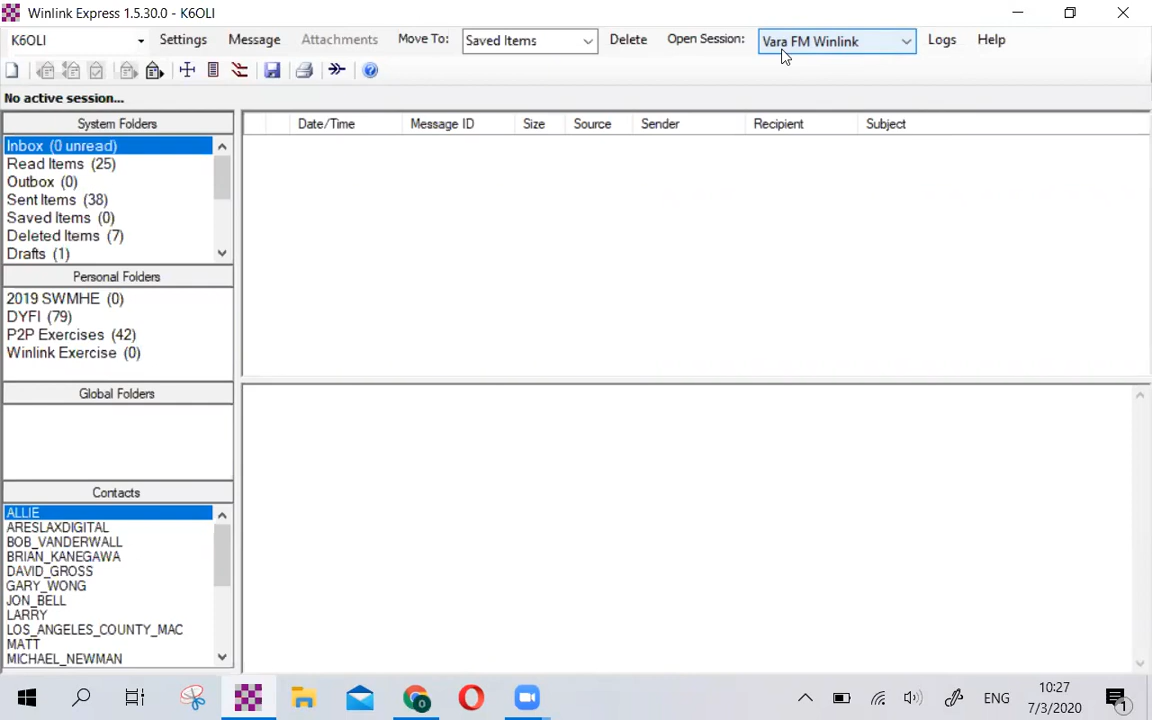 Winlink Express 1.5.30.0 - K6OLI
K6OLI Settings Message Attachments Move To: Saved Items Delete Open Session: Vara FM Winlink Logs Help
No active session...
System Folders
Inbox (0 unread)
Read Items (25)
Outbox (0)
Sent Items (38)
Saved Items (0)
Deleted Items (7)
Drafts (1)
Personal Folders
2019 SWMHE (0)
DYFI (79)
P2P Exercises (42)
Winlink Exercise (0)
Global Folders
Contacts
ALLIE
ARESLAXDIGITAL
BOB_VANDERWALL
BRIAN_KANEGAWA
DAVID_GROSS
GARY_WONG
JON_BELL
LARRY
LOS_ANGELES_COUNTY_MAC
MATT
MICHAEL_NEWMAN
Date/Time Message ID Size Source Sender Recipient Subject
ENG
10:27
7/3/2020
1